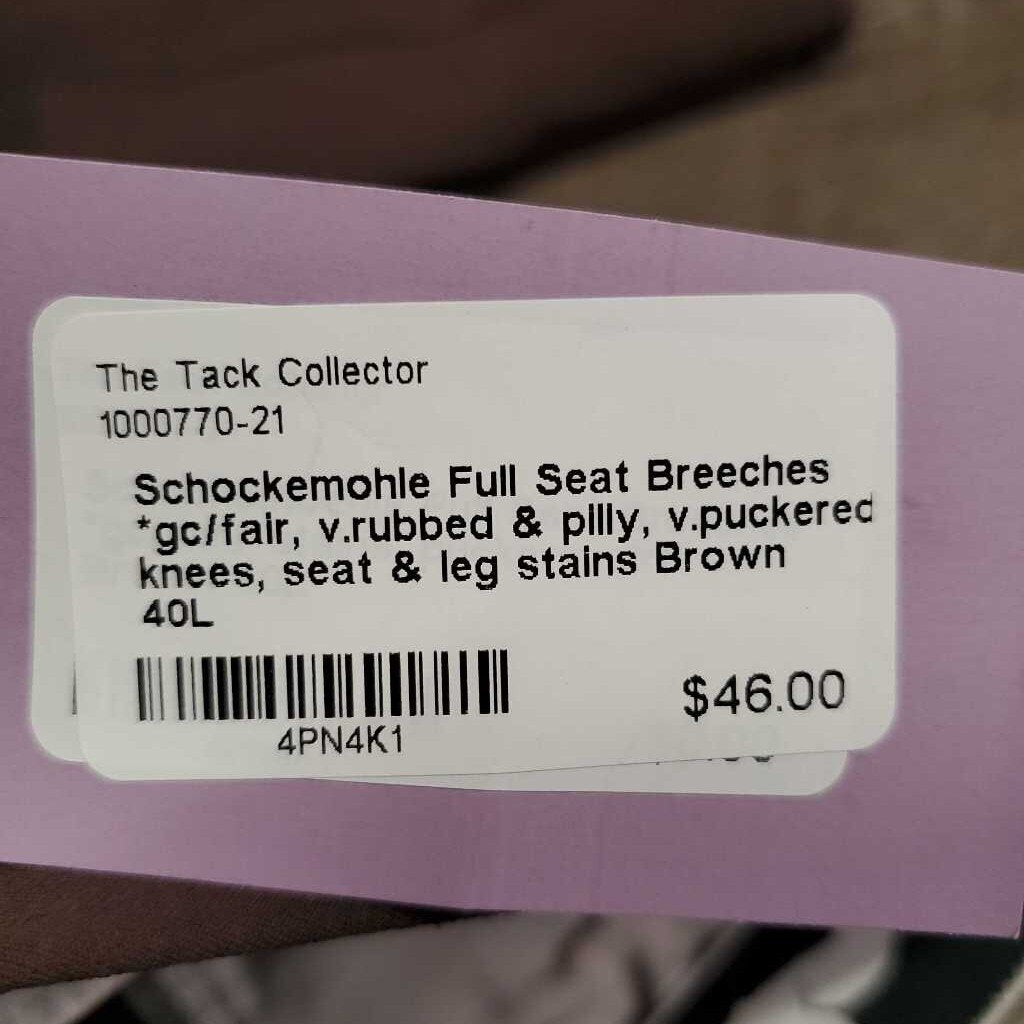 The Tack Collector
1000770-21
Schockemohle Full Seat Breeches
*gc/fair, v.rubbed & pilly, v.puckered
knees, seat & leg stains Brown
40L
$46.00
4PN4K1